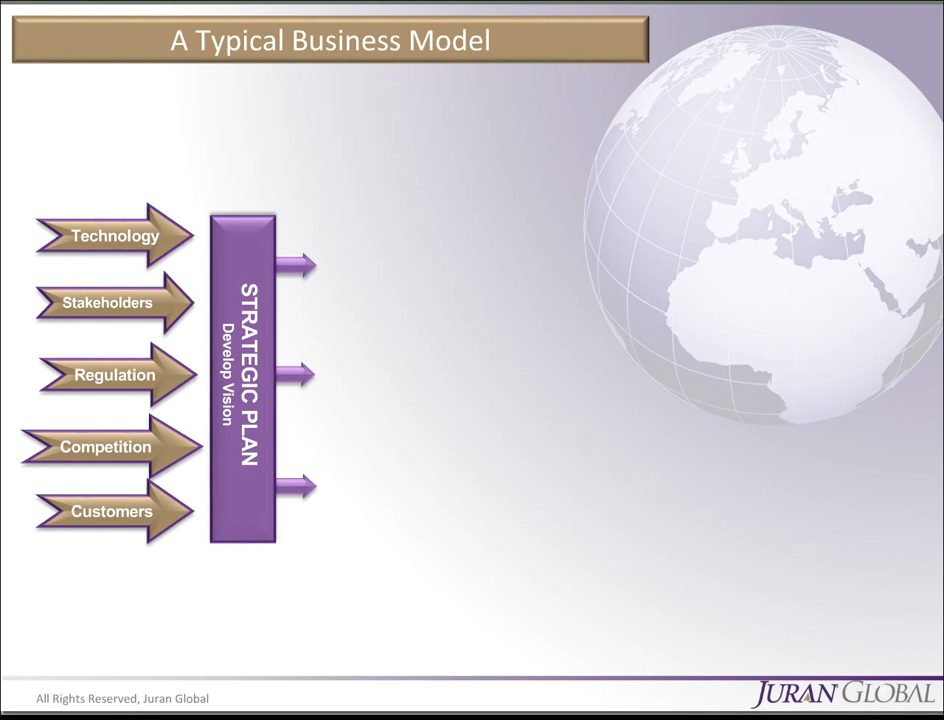 A Typical Business Model
Technology
Stakeholders
Regulation
Competition
Customers
STRATEGIC PLAN
Develop Vision
All Rights Reserved, Juran Global
JURAN GLOBAL